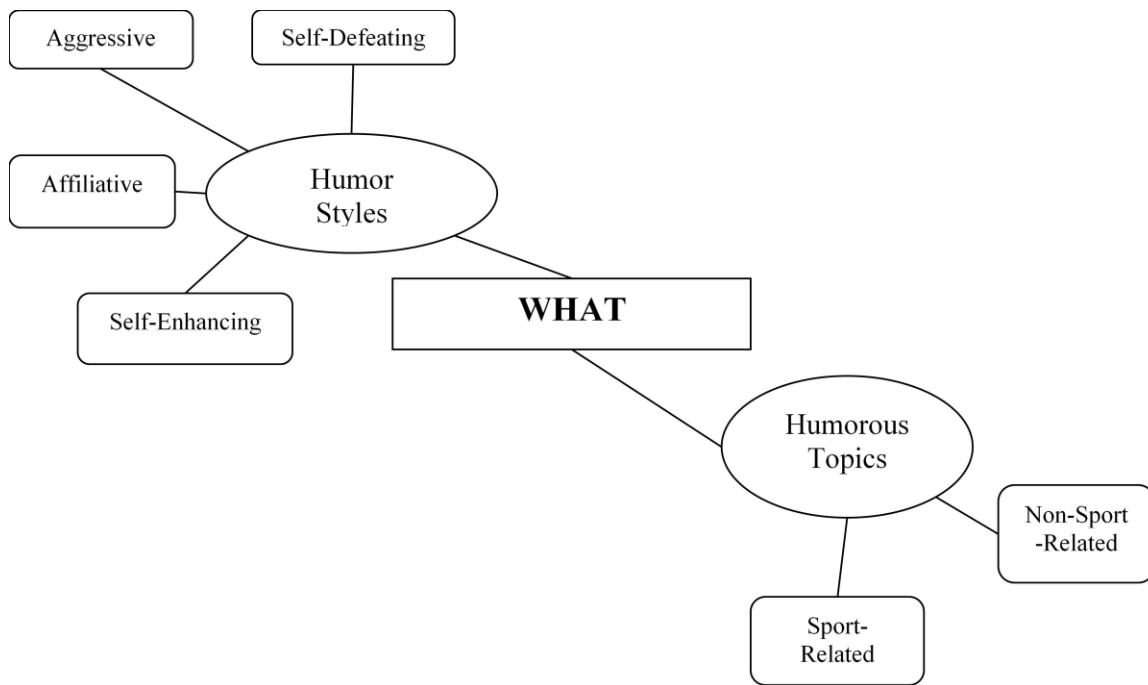 Aggressive
Self-Defeating
Affiliative
Humor
Styles
Self-Enhancing
WHAT
Humorous
Topics
Non-Sport
-Related
Sport-
Related